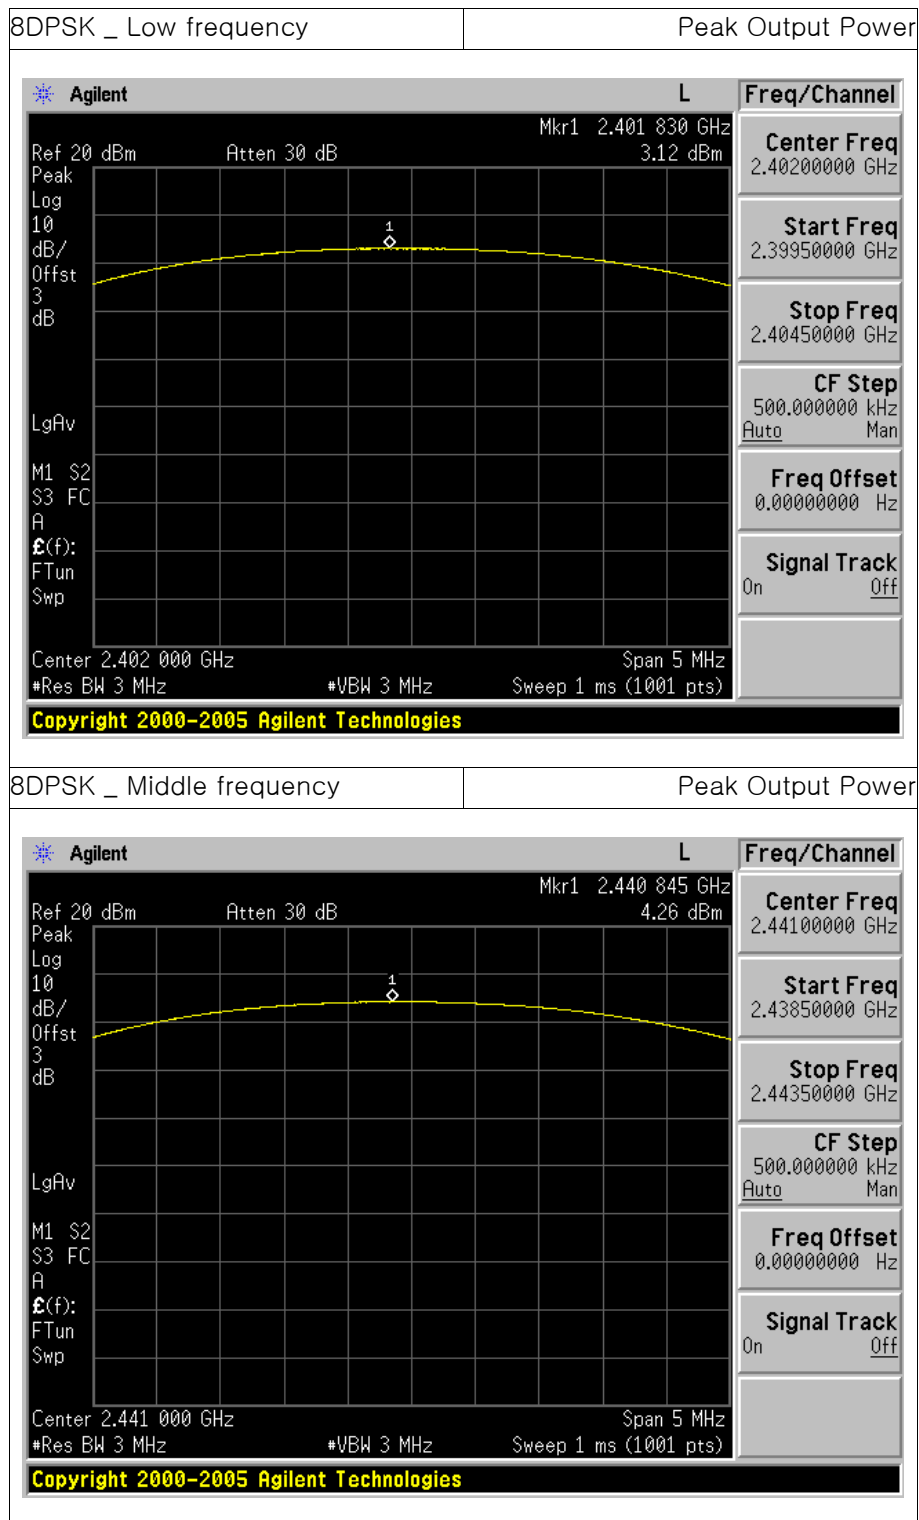 8DPSK _ Low frequency Peak Output Power
Agilent L Freq/Channel
Mkr1 2.401 830 GHz
Ref 20 dBm Atten 30 dB 3.12 dBm
Peak
Log
10
dB/
Offst
3
dB
1
LgAv
M1 S2
S3 FC
A
£(f):
FTun
Swp
Center 2.402 000 GHz Span 5 MHz
#Res BW 3 MHz #VBW 3 MHz Sweep 1 ms (1001 pts)
Center Freq
2.40200000 GHz
Start Freq
2.39950000 GHz
Stop Freq
2.40450000 GHz
CF Step
500.000000 kHz
Auto Man
Freq Offset
0.00000000 Hz
Signal Track
On Off
Copyright 2000-2005 Agilent Technologies
8DPSK _ Middle frequency Peak Output Power
Agilent L Freq/Channel
Mkr1 2.440 845 GHz
Ref 20 dBm Atten 30 dB 4.26 dBm
Peak
Log
10
dB/
Offst
3
dB
1
LgAv
M1 S2
S3 FC
A
£(f):
FTun
Swp
Center 2.441 000 GHz Span 5 MHz
#Res BW 3 MHz #VBW 3 MHz Sweep 1 ms (1001 pts)
Center Freq
2.44100000 GHz
Start Freq
2.43850000 GHz
Stop Freq
2.44350000 GHz
CF Step
500.000000 kHz
Auto Man
Freq Offset
0.00000000 Hz
Signal Track
On Off
Copyright 2000-2005 Agilent Technologies